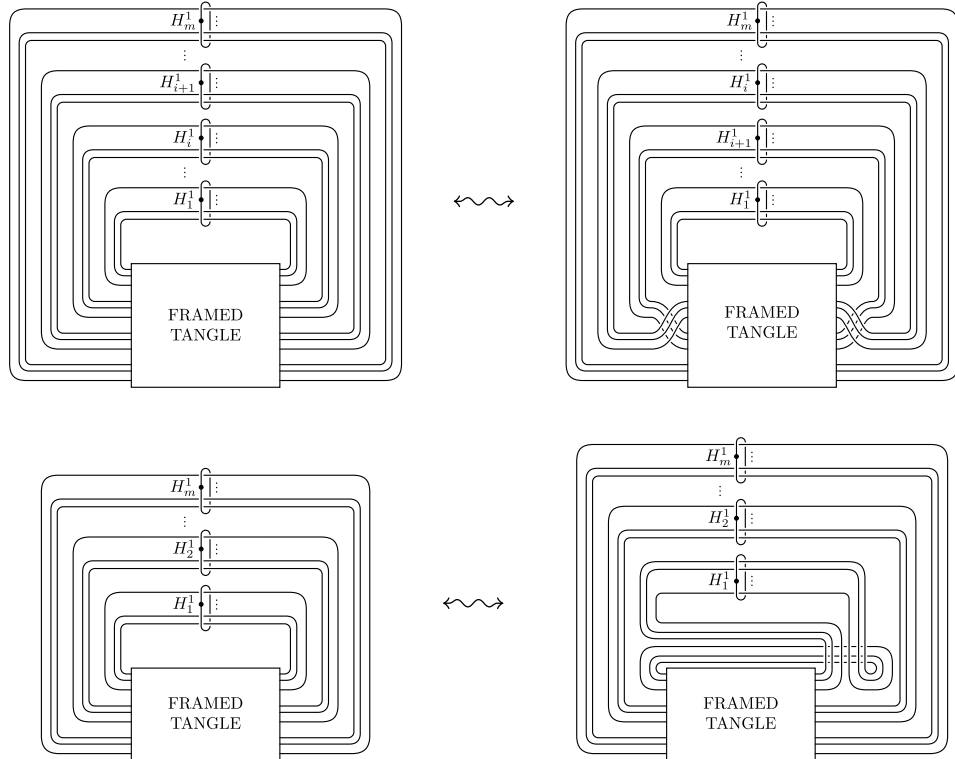 H^1_m
⋮
⋯
H^1_{i+1}
⋮
H^1_i
⋮
⋯
H^1_1
⋮
FRAMED
TANGLE
H^1_m
⋮
⋯
H^1_i
⋮
H^1_{i+1}
⋮
⋯
H^1_1
⋮
FRAMED
TANGLE
H^1_m
⋮
⋯
H^1_2
⋮
H^1_1
⋮
FRAMED
TANGLE
H^1_m
⋮
⋯
H^1_2
⋮
H^1_1
⋮
FRAMED
TANGLE